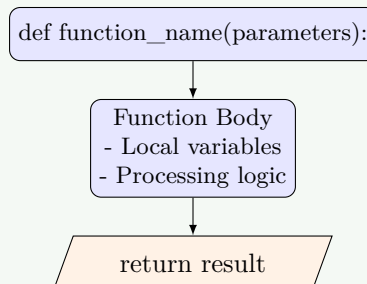 def function_name(parameters):
Function Body
- Local variables
- Processing logic
return result